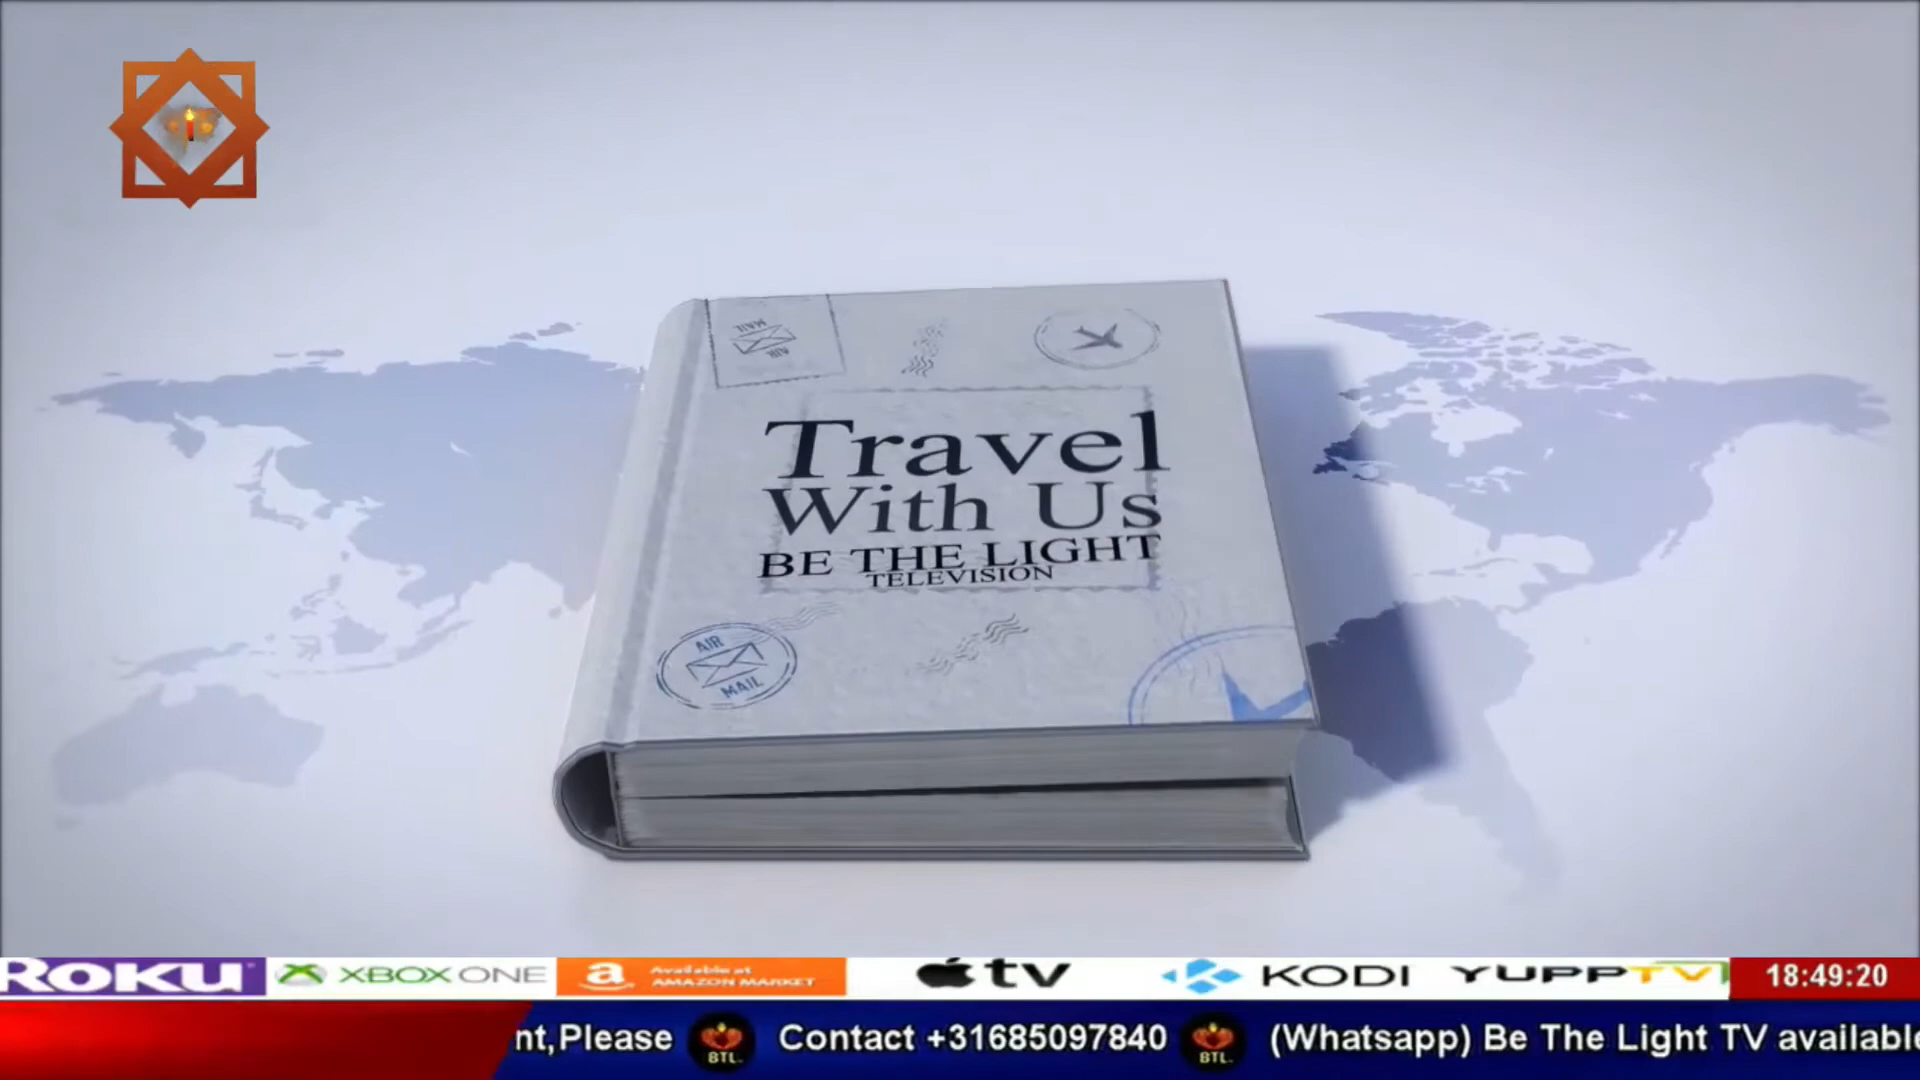 AIR
MAIL
Travel
With Us
BE THE LIGHT
TELEVISION
AIR
MAIL
ROKU
XBOX ONE
a Available at
AMAZON MARKET
tv
KODI
YUPPTV
18:49:20
nt,Please BTL Contact +31685097840 BTL (Whatsapp) Be The Light TV available